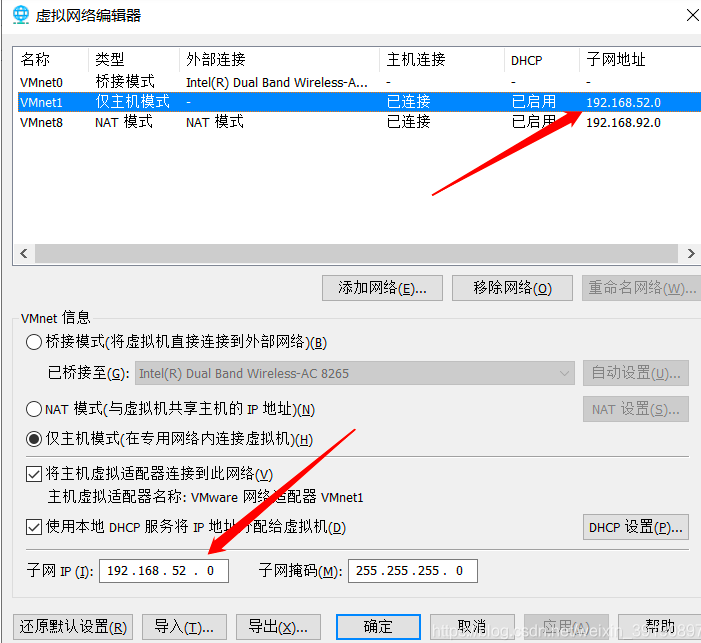 虚拟网络编辑器
名称 类型 外部连接 主机连接 DHCP 子网地址
VMnet0 桥接模式 Intel(R) Dual Band Wireless-A... - - -
VMnet1 仅主机模式 - 已连接 已启用 192.168.52.0
VMnet8 NAT 模式 NAT 模式 已连接 已启用 192.168.92.0
添加网络(E)... 移除网络(O) 重命名网络(W)...
VMnet 信息
桥接模式(将虚拟机直接连接到外部网络)(B)
已桥接至(G): Intel(R) Dual Band Wireless-AC 8265 自动设置(U)...
NAT 模式(与虚拟机共享主机的 IP 地址)(N) NAT 设置(S)...
仅主机模式(在专用网络内连接虚拟机)(H)
将主机虚拟适配器连接到此网络(V)
主机虚拟适配器名称: VMware 网络适配器 VMnet1
使用本地 DHCP 服务将 IP 地址分配给虚拟机(D) DHCP 设置(P)...
子网 IP (I): 192.168.52.0 子网掩码(M): 255.255.255.0
还原默认设置(R) 导入(T)... 导出(X)... 确定 取消 应用(A) 帮助